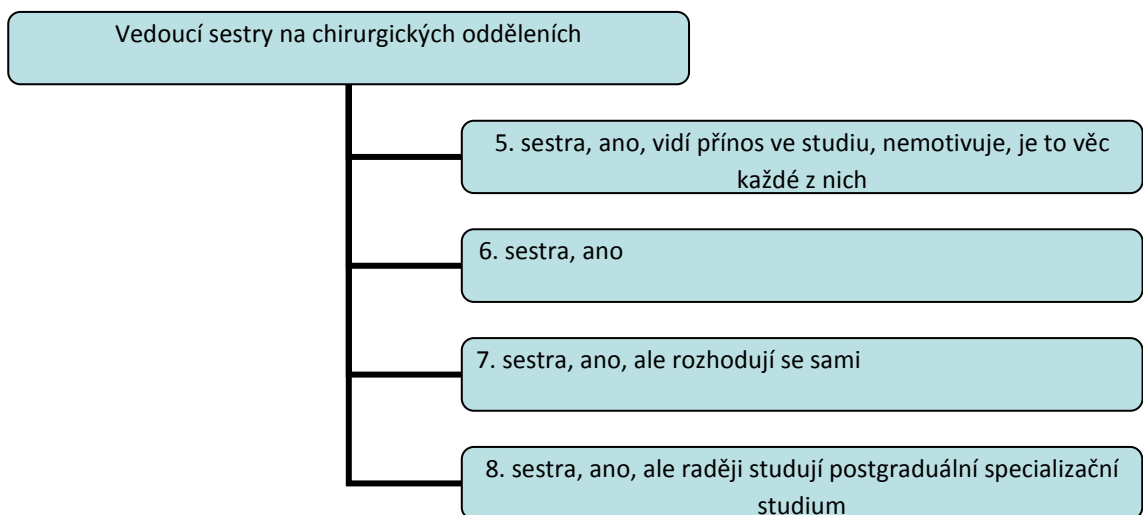 Vedoucí sestry na chirurgických odděleních
5. sestra, ano, vidí přínos ve studiu, nemotivuje, je to věc
každé z nich
6. sestra, ano
7. sestra, ano, ale rozhodují se sami
8. sestra, ano, ale raději studují postgraduální specializační
studium